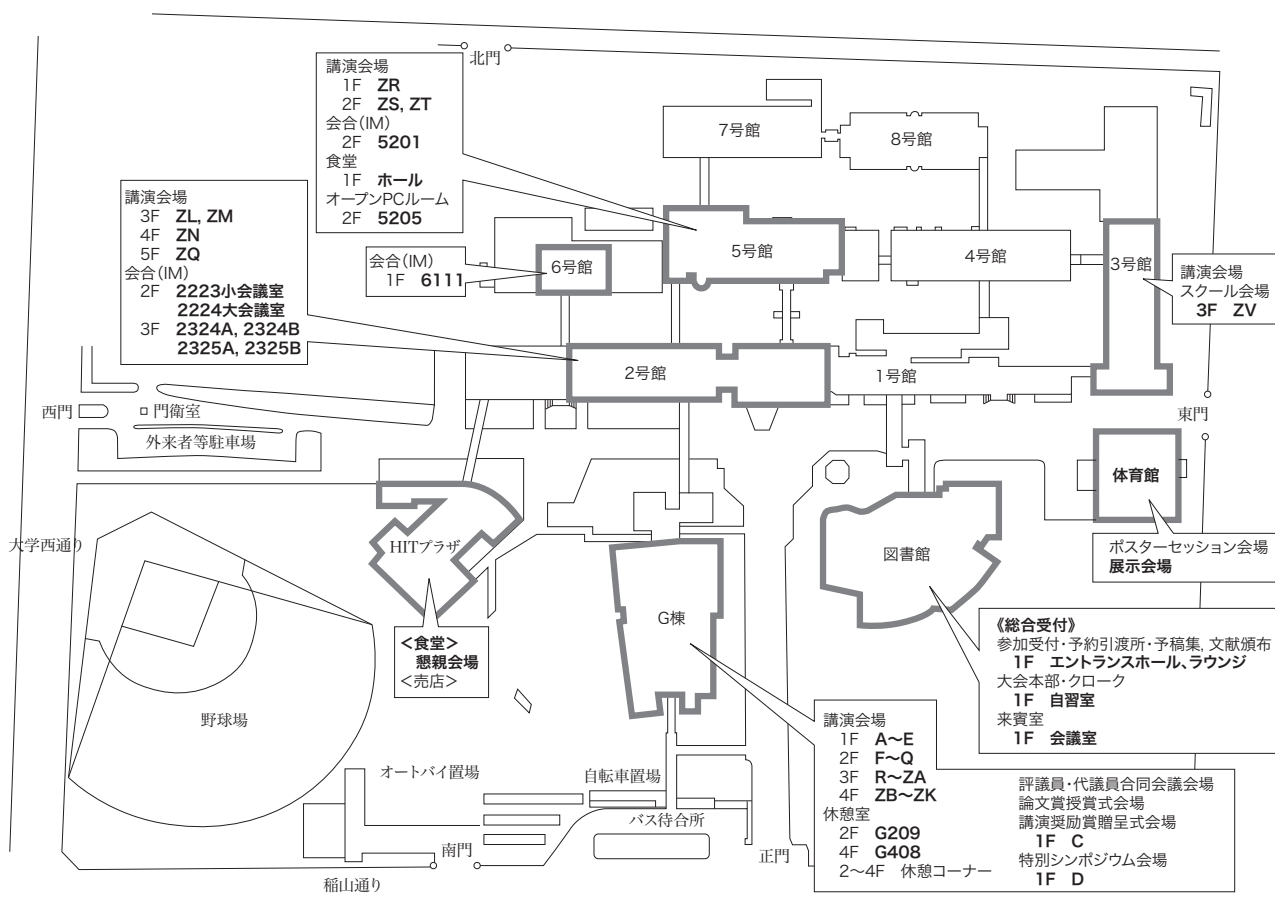 北門
講演会場
1F ZR
2F ZS, ZT
会合(IM)
2F 5201
食堂
1F ホール
オープンPCルーム
2F 5205
7号館
8号館
講演会場
3F ZL, ZM
4F ZN
5F ZQ
会合(IM)
2F 2223小会議室
2224大会議室
3F 2324A, 2324B
2325A, 2325B
会合(IM)
1F 6111
6号館
5号館
4号館
3号館
講演会場
スクール会場
3F ZV
2号館
1号館
西門
門衛室
外来者等駐車場
東門
体育館
ポスターセッション会場
展示会場
大学西通り
HITプラザ
図書館
G棟
<食堂>
懇親会場
<売店>
《総合受付》
参加受付・予約引渡所・予稿集, 文献頒布
1F エントランスホール、ラウンジ
大会本部・クローク
1F 自習室
来賓室
1F 会議室
野球場
オートバイ置場
自転車置場
バス待合所
南門
正門
稲山通り
講演会場
1F A〜E
2F F〜Q
3F R〜ZA
4F ZB〜ZK
休憩室
2F G209
4F G408
2〜4F 休憩コーナー
評議員・代議員合同会議会場
論文賞授賞式会場
講演奨励賞贈呈式会場
1F C
特別シンポジウム会場
1F D